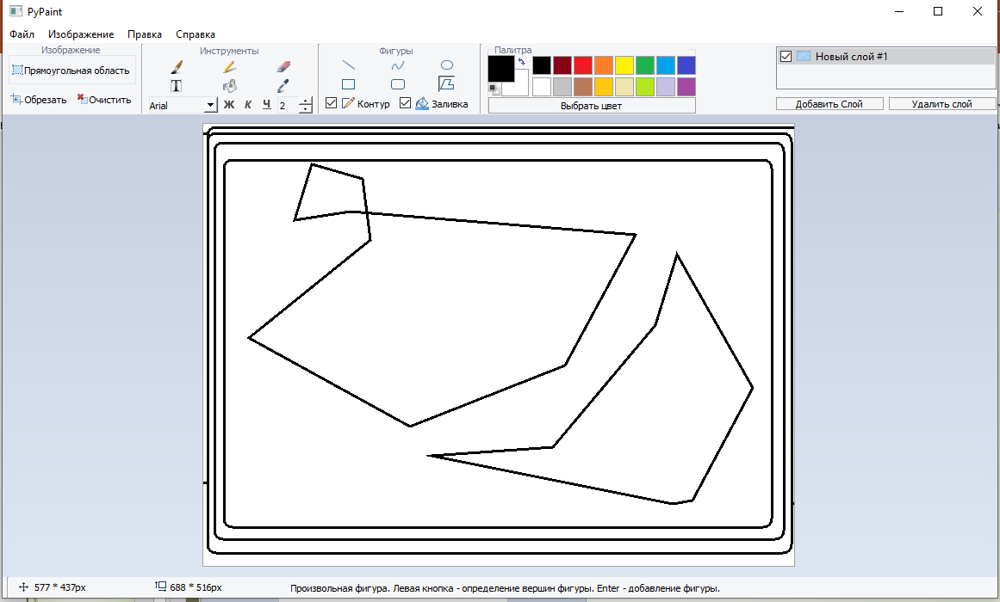 PyPaint
Файл Изображение Правка Справка
Изображение
Прямоугольная область
Обрезать Очистить
Инструменты
T
Arial Ж К Ч 2
Фигуры
Контур Заливка
Палитра
Выбрать цвет
Новый слой #1
Добавить Слой Удалить слой
577 * 437px 688 * 516px Произвольная фигура. Левая кнопка - определение вершин фигуры. Enter - добавление фигуры.